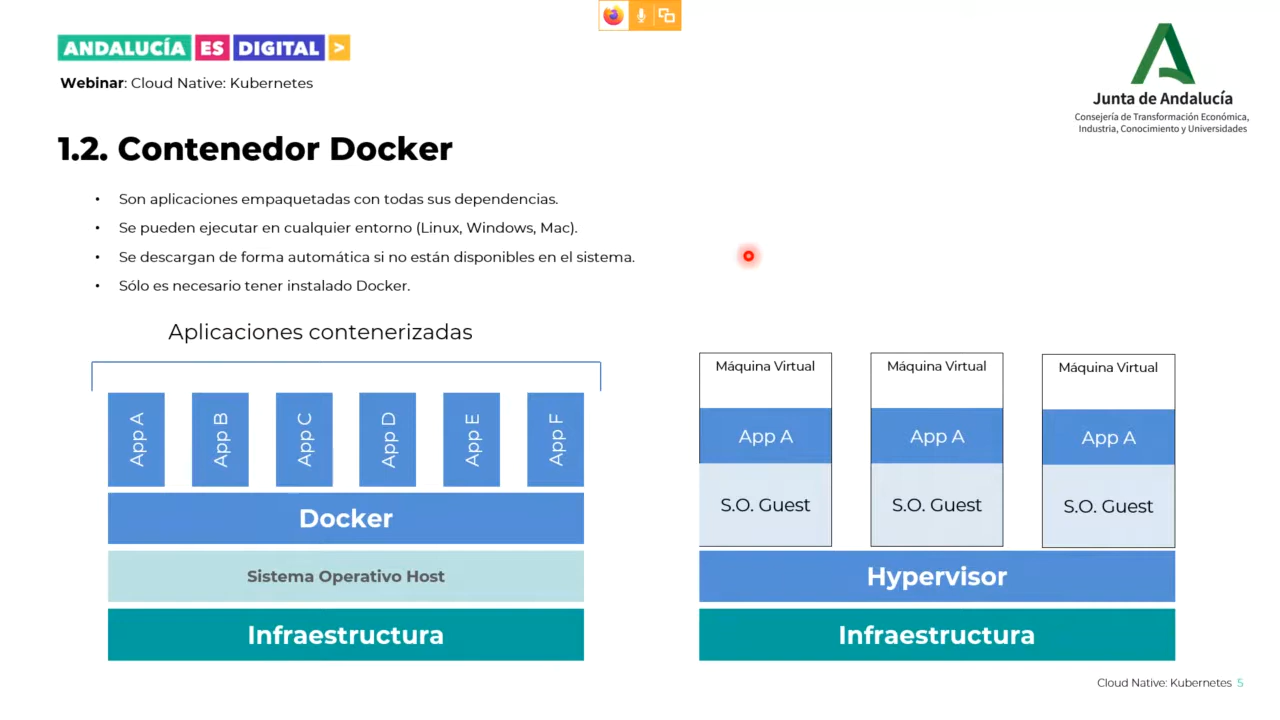 ANDALUCÍA ES DIGITAL >
Webinar: Cloud Native: Kubernetes
Junta de Andalucía
Consejería de Transformación Económica,
Industria, Conocimiento y Universidades
1.2. Contenedor Docker
• Son aplicaciones empaquetadas con todas sus dependencias.
• Se pueden ejecutar en cualquier entorno (Linux, Windows, Mac).
• Se descargan de forma automática si no están disponibles en el sistema.
• Sólo es necesario tener instalado Docker.
Aplicaciones contenerizadas
App A
App B
App C
App D
App E
App F
Docker
Sistema Operativo Host
Infraestructura
Máquina Virtual
App A
S.O. Guest
Máquina Virtual
App A
S.O. Guest
Máquina Virtual
App A
S.O. Guest
Hypervisor
Infraestructura
Cloud Native: Kubernetes 5